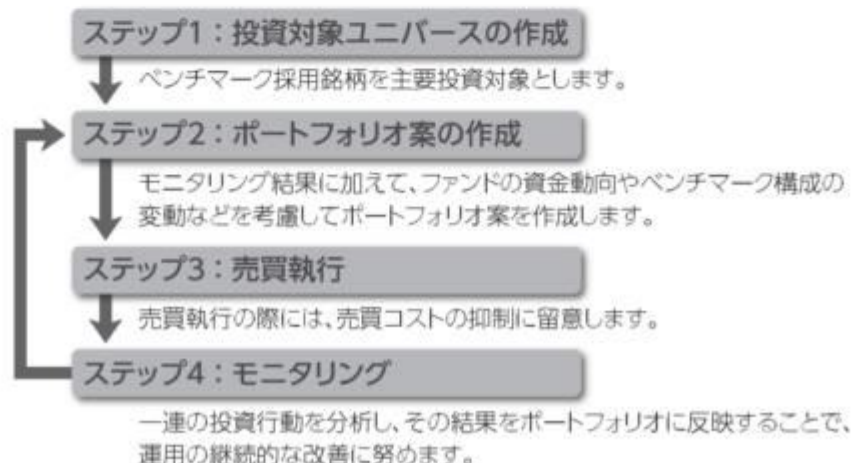 ステップ1：投資対象ユニバースの作成
ベンチマーク採用銘柄を主要投資対象とします。
ステップ2：ポートフォリオ案の作成
モニタリング結果に加えて、ファンドの資金動向やベンチマーク構成の
変動などを考慮してポートフォリオ案を作成します。
ステップ3：売買執行
売買執行の際には、売買コストの抑制に留意します。
ステップ4：モニタリング
一連の投資行動を分析し、その結果をポートフォリオに反映することで、
運用の継続的な改善に努めます。